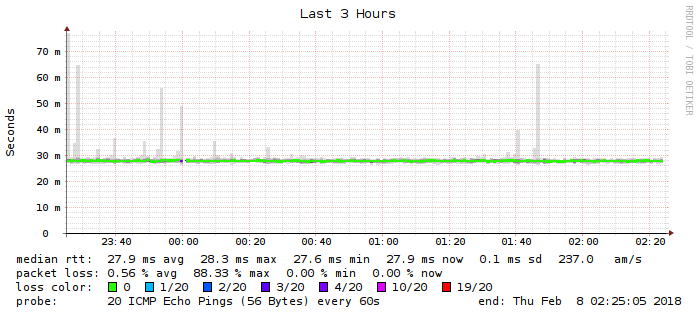 Last 3 Hours
RRDTOOL / TOBI OETIKER
Seconds
70 m
60 m
50 m
40 m
30 m
20 m
10 m
0
23:40 00:00 00:20 00:40 01:00 01:20 01:40 02:00 02:20
median rtt: 27.9 ms avg 28.3 ms max 27.6 ms min 27.9 ms now 0.1 ms sd 237.0 am/s
packet loss: 0.56 % avg 88.33 % max 0.00 % min 0.00 % now
loss color: 0 1/20 2/20 3/20 4/20 10/20 19/20
probe: 20 ICMP Echo Pings (56 Bytes) every 60s end: Thu Feb 8 02:25:05 2018